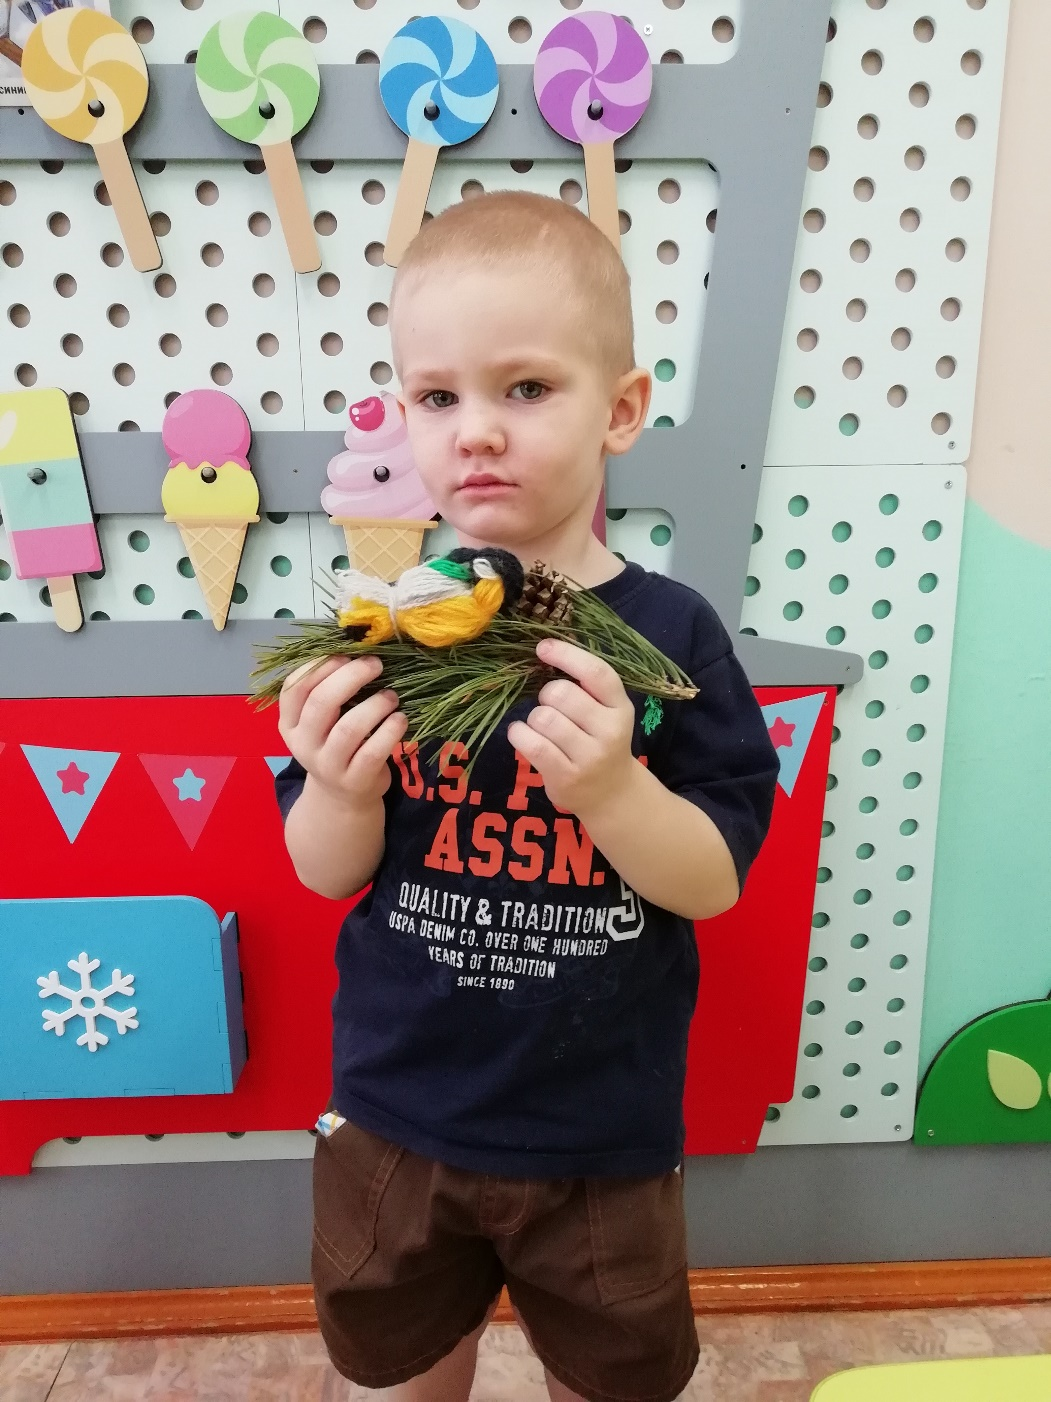 U.S. P
ASSN.
QUALITY & TRADITION
USPA DENIM CO. OVER ONE HUNDRED
YEARS OF TRADITION
SINCE 1890